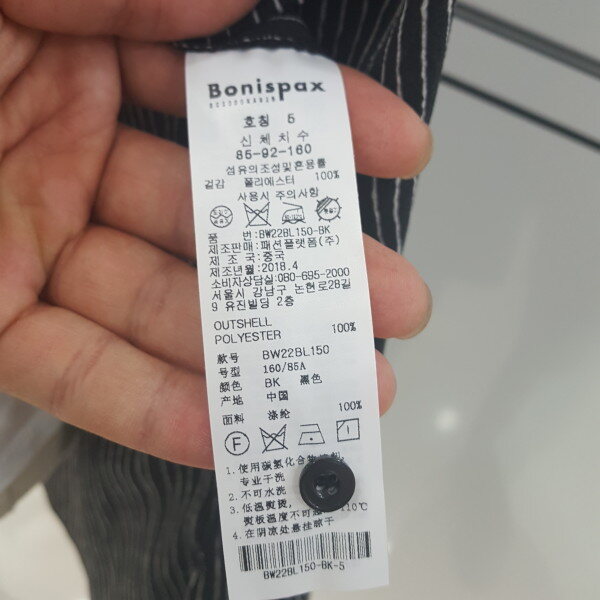 Bonispax
호칭 5
신체치수
85-92-160
섬유의조성및혼용률
겉감 폴리에스터 100%
사용시 주의사항
품 번:BW22BL150-BK
제조판매:패션플랫폼(주)
제 조 국:중국
제조년월:2018.4
소비자상담실:080-695-2000
서울시 강남구 논현로28길
9 유진빌딩 2층
OUTSHELL
POLYESTER 100%
款号 BW22BL150
号型 160/85A
颜色 BK 黑色
产地 中国
面料 涤纶 100%
F
1.使用碳氢化合物
专业干洗
2.不可水洗
3.低温熨烫,
熨板温度不可 110℃
4.在阴凉处悬挂晾干
BW22BL150-BK-5